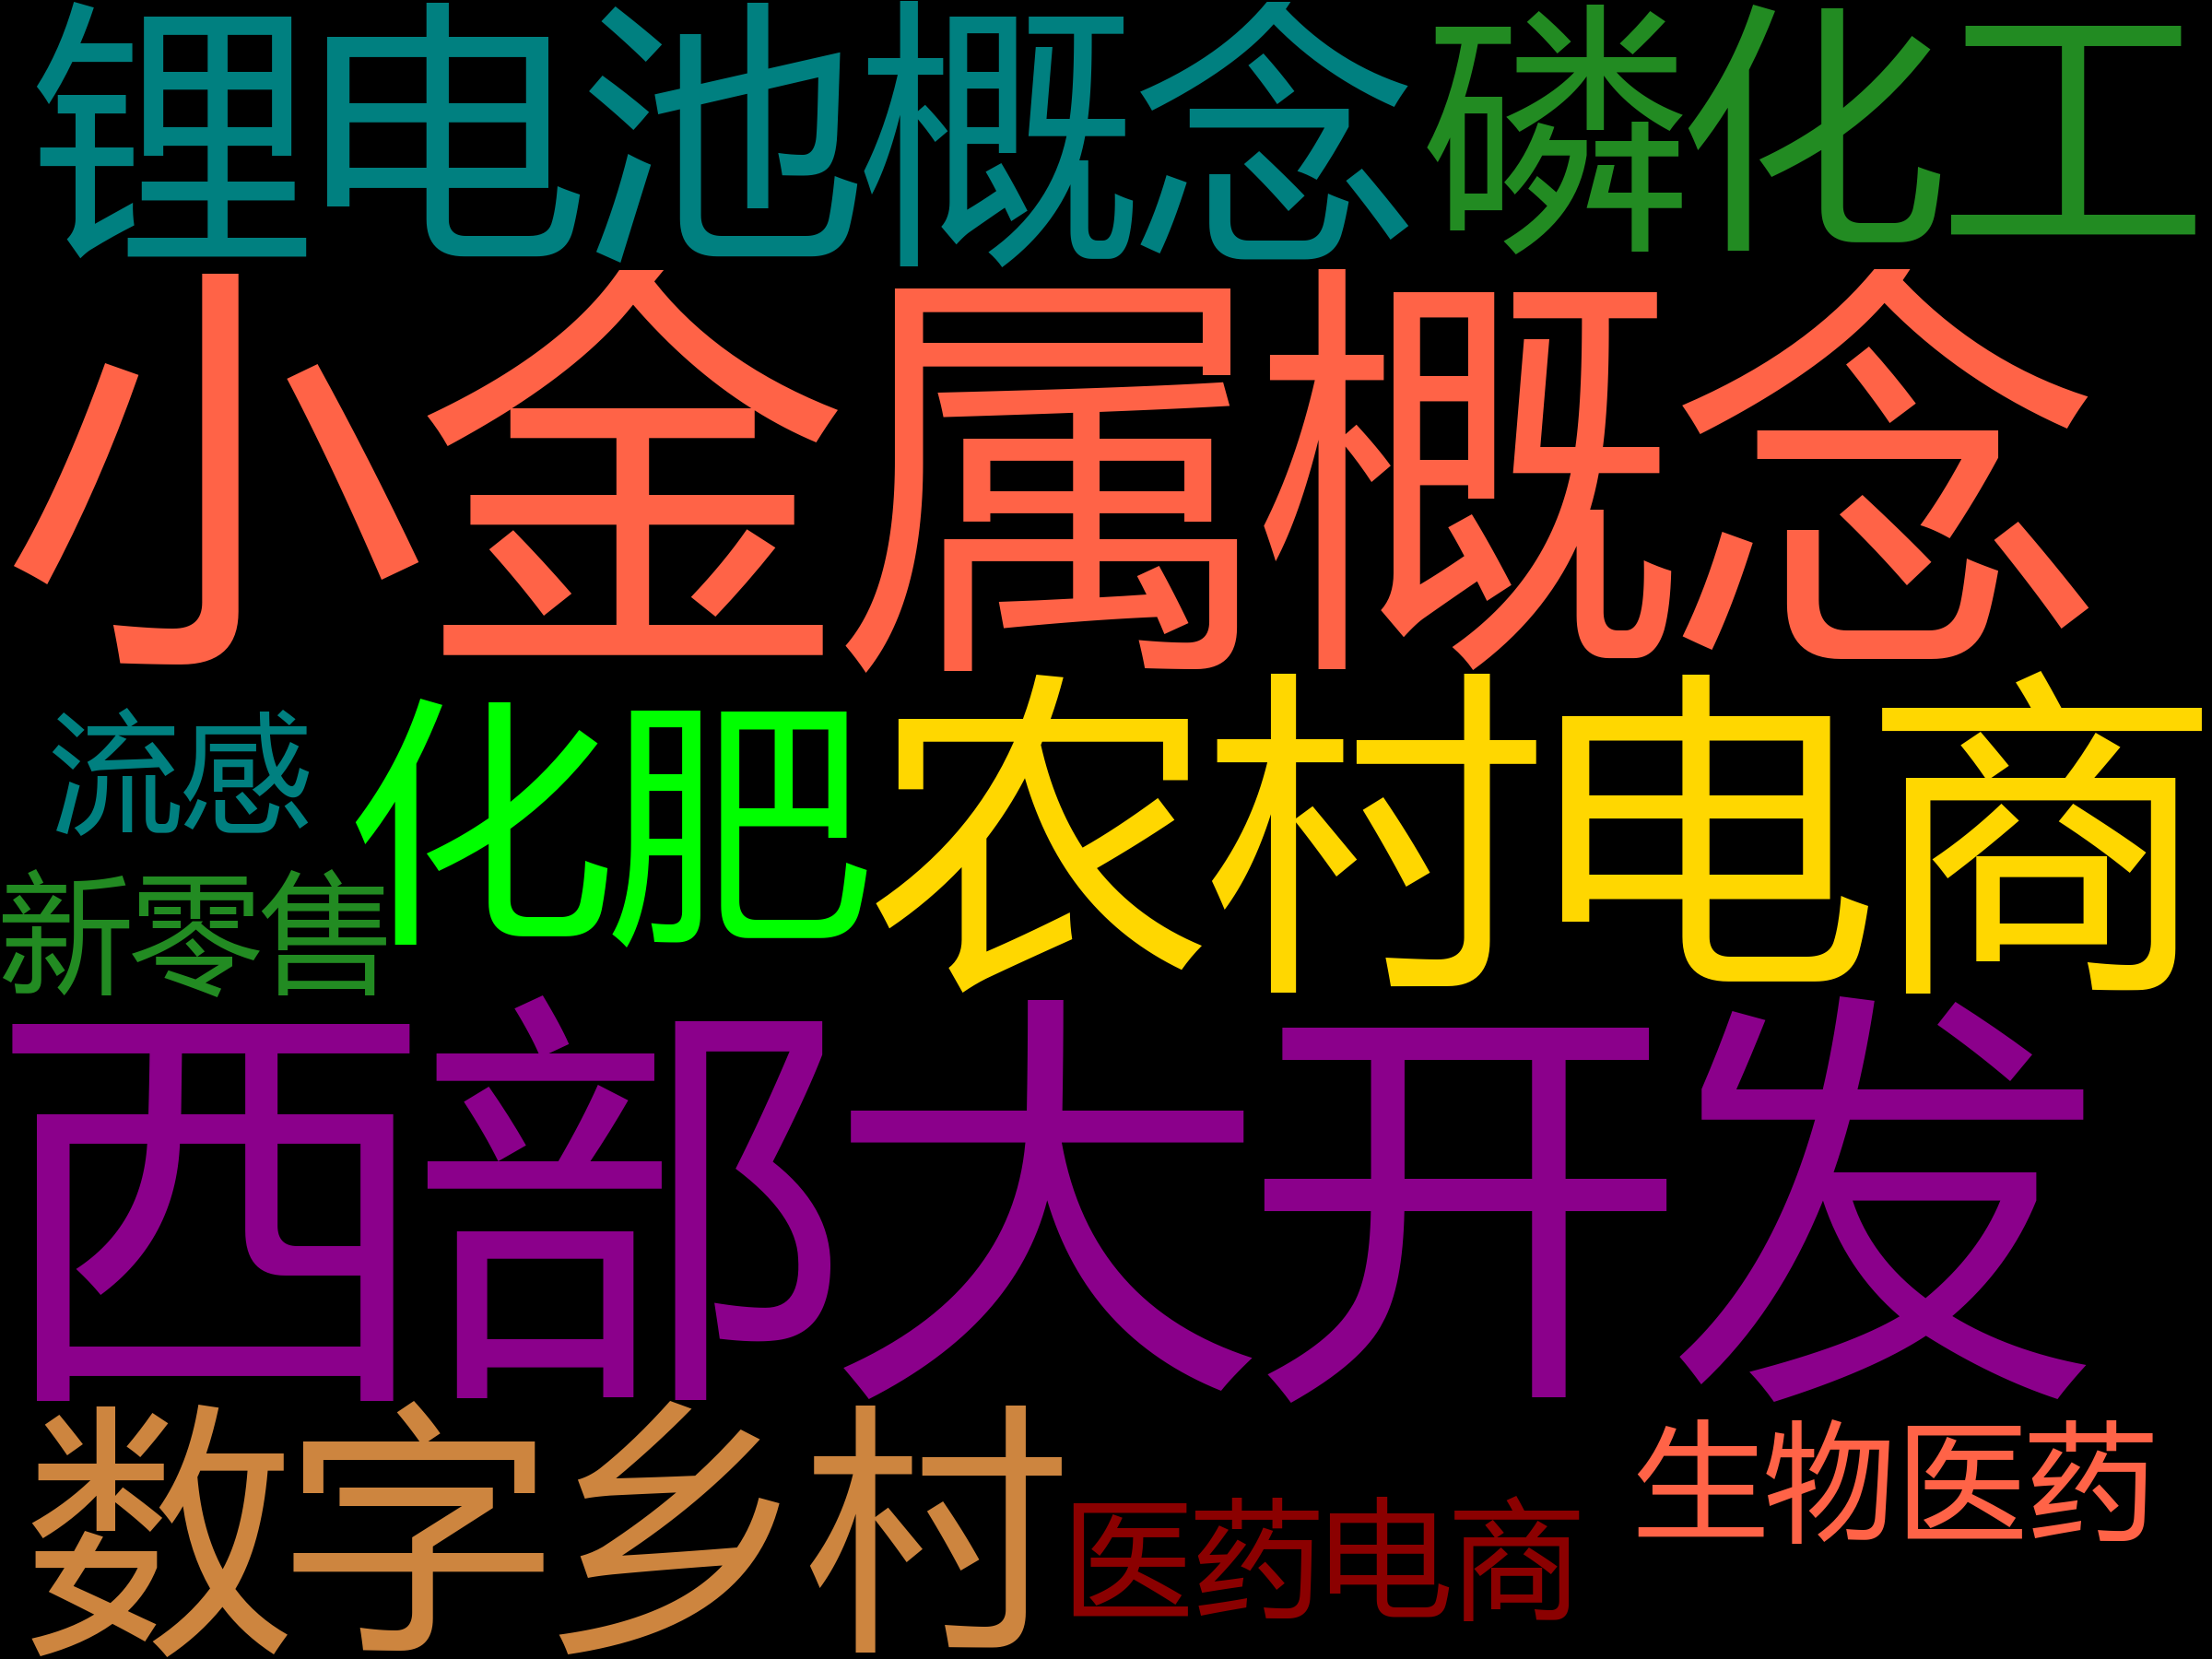 锂电池概念 磷化工
小金属概念
流感 化肥 农村电商
新零售
西部大开发
数字乡村 医药电商 生物医药